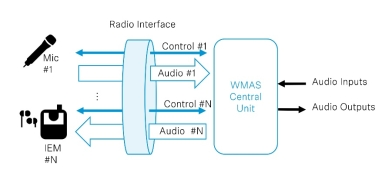 Radio Interface
Control #1
Mic
#1
Audio #1
WMAS
Central
Unit
Audio Inputs
Audio Outputs
Control #N
Audio #N
IEM
#N